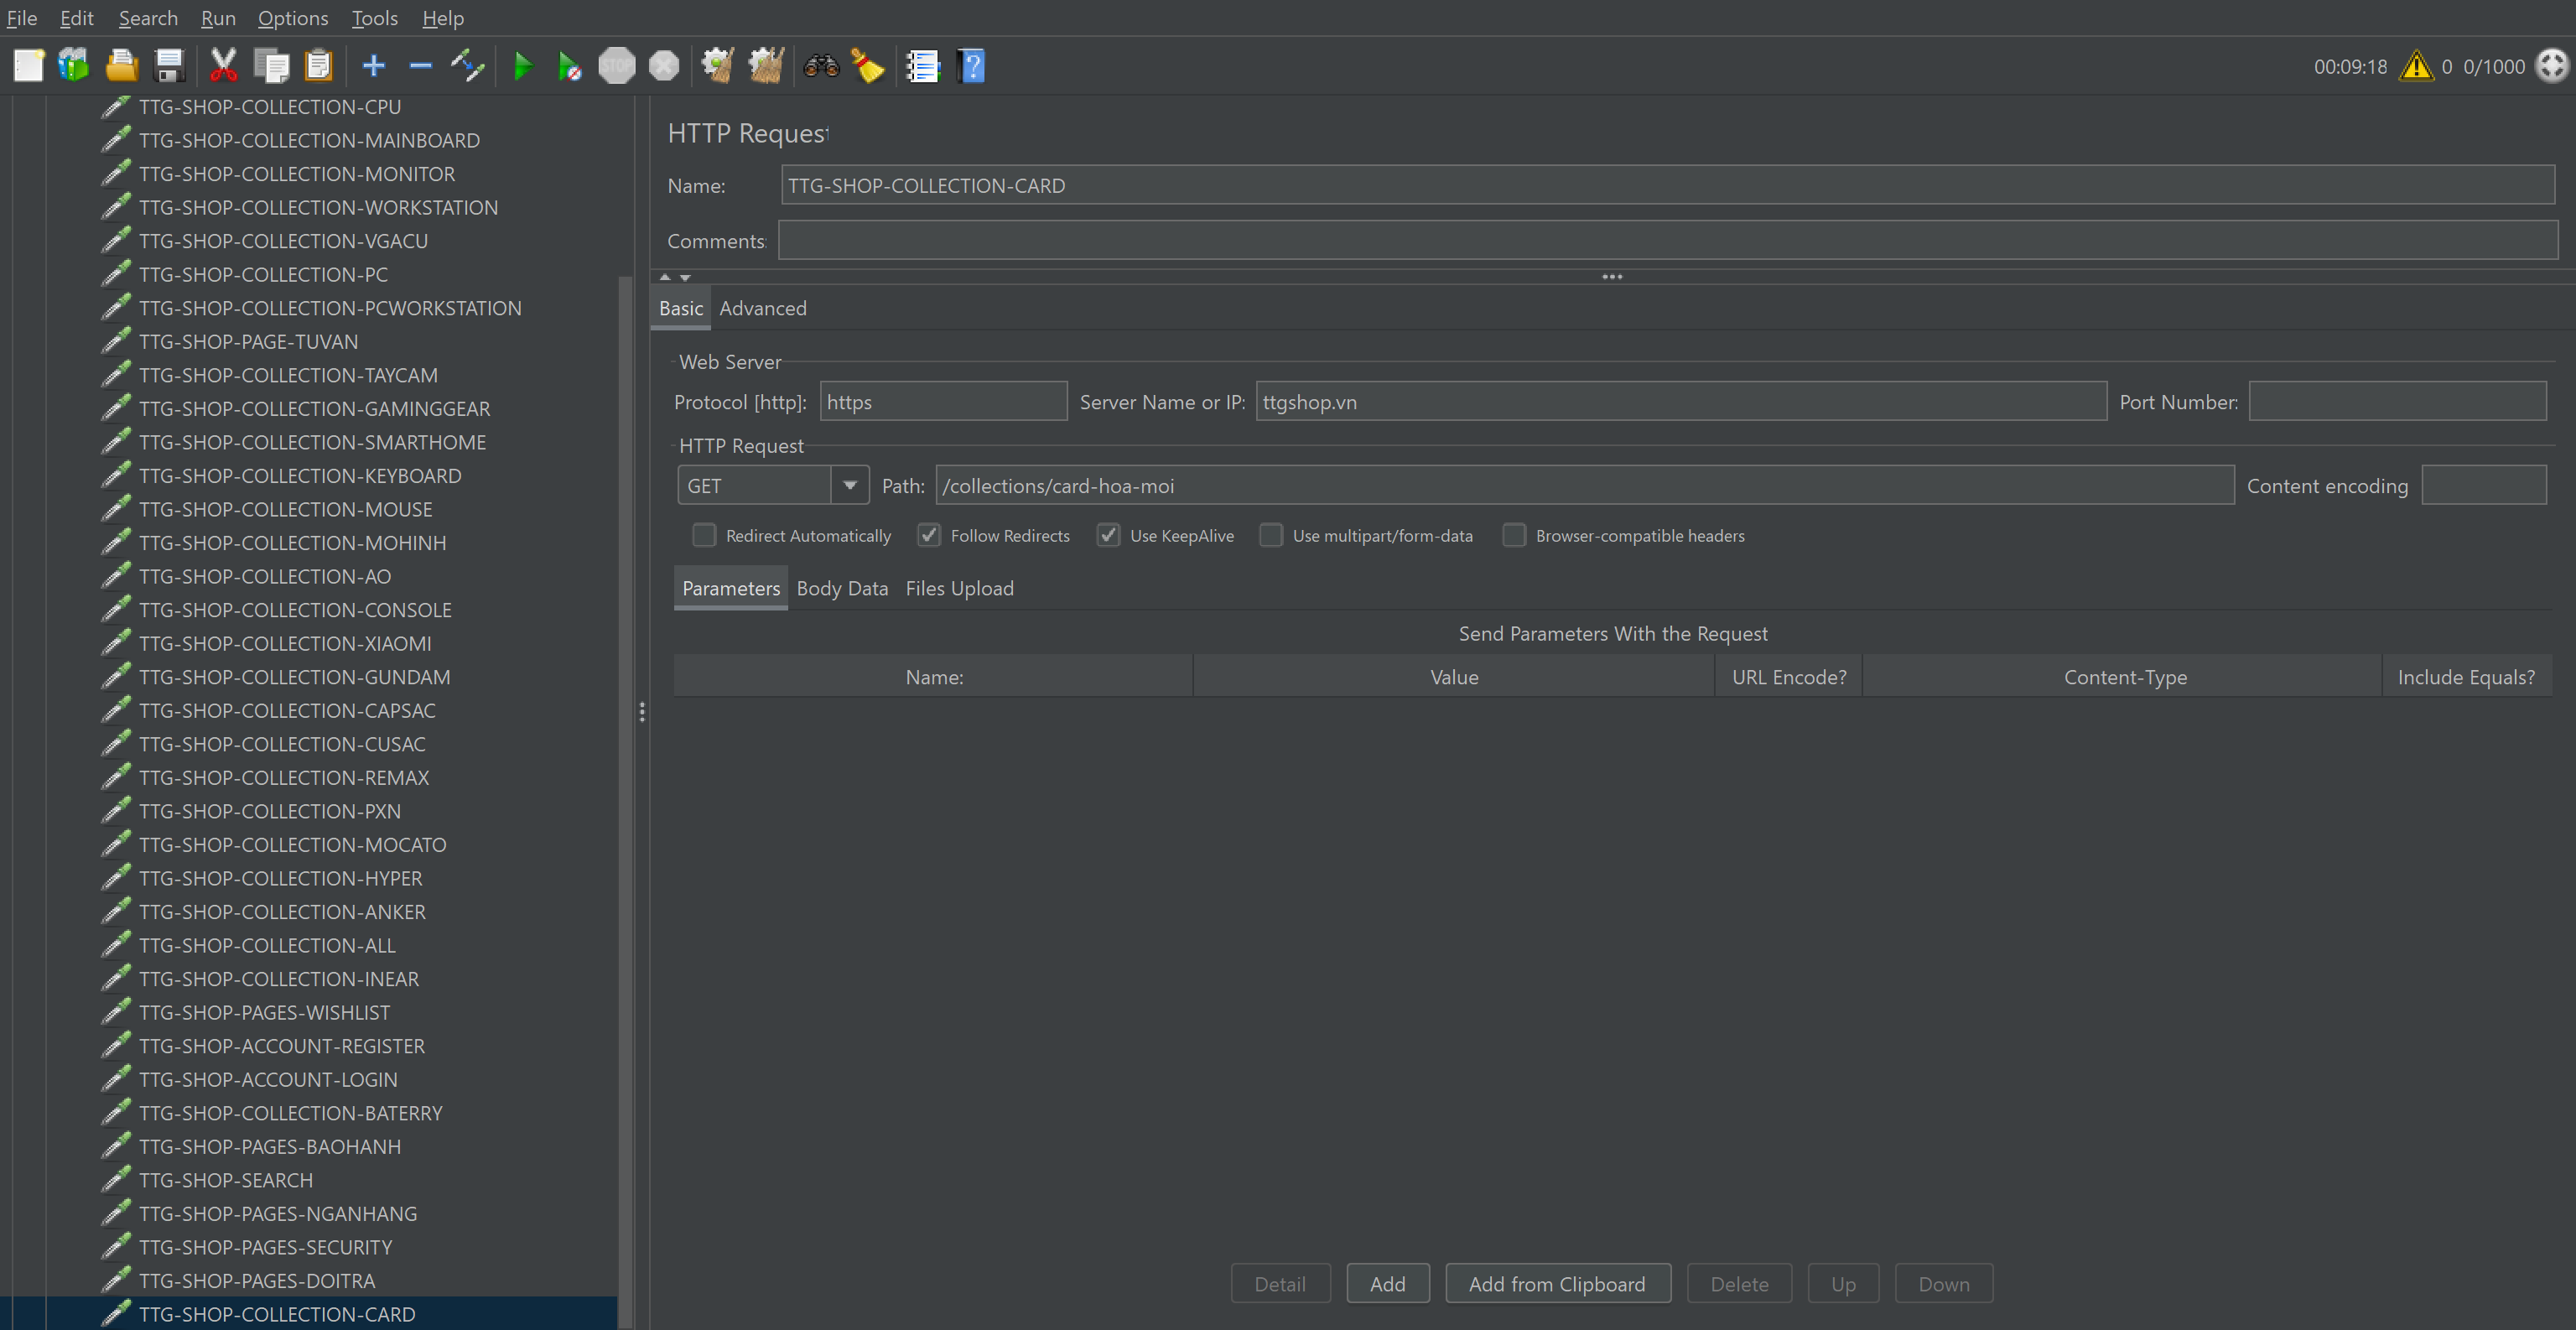 File Edit Search Run Options Tools Help
STOP
00:09:18 0 0/1000
TTG-SHOP-COLLECTION-CPU
TTG-SHOP-COLLECTION-MAINBOARD
TTG-SHOP-COLLECTION-MONITOR
TTG-SHOP-COLLECTION-WORKSTATION
TTG-SHOP-COLLECTION-VGACU
TTG-SHOP-COLLECTION-PC
TTG-SHOP-COLLECTION-PCWORKSTATION
TTG-SHOP-PAGE-TUVAN
TTG-SHOP-COLLECTION-TAYCAM
TTG-SHOP-COLLECTION-GAMINGGEAR
TTG-SHOP-COLLECTION-SMARTHOME
TTG-SHOP-COLLECTION-KEYBOARD
TTG-SHOP-COLLECTION-MOUSE
TTG-SHOP-COLLECTION-MOHINH
TTG-SHOP-COLLECTION-AO
TTG-SHOP-COLLECTION-CONSOLE
TTG-SHOP-COLLECTION-XIAOMI
TTG-SHOP-COLLECTION-GUNDAM
TTG-SHOP-COLLECTION-CAPSAC
TTG-SHOP-COLLECTION-CUSAC
TTG-SHOP-COLLECTION-REMAX
TTG-SHOP-COLLECTION-PXN
TTG-SHOP-COLLECTION-MOCATO
TTG-SHOP-COLLECTION-HYPER
TTG-SHOP-COLLECTION-ANKER
TTG-SHOP-COLLECTION-ALL
TTG-SHOP-COLLECTION-INEAR
TTG-SHOP-PAGES-WISHLIST
TTG-SHOP-ACCOUNT-REGISTER
TTG-SHOP-ACCOUNT-LOGIN
TTG-SHOP-COLLECTION-BATERRY
TTG-SHOP-PAGES-BAOHANH
TTG-SHOP-SEARCH
TTG-SHOP-PAGES-NGANHANG
TTG-SHOP-PAGES-SECURITY
TTG-SHOP-PAGES-DOITRA
TTG-SHOP-COLLECTION-CARD
HTTP Request
Name: TTG-SHOP-COLLECTION-CARD
Comments:
Basic Advanced
Web Server
Protocol [http]: https Server Name or IP: ttgshop.vn Port Number:
HTTP Request
GET Path: /collections/card-hoa-moi Content encoding
Redirect Automatically Follow Redirects Use KeepAlive Use multipart/form-data Browser-compatible headers
Parameters Body Data Files Upload
Send Parameters With the Request
Name: Value URL Encode? Content-Type Include Equals?
Detail Add Add from Clipboard Delete Up Down